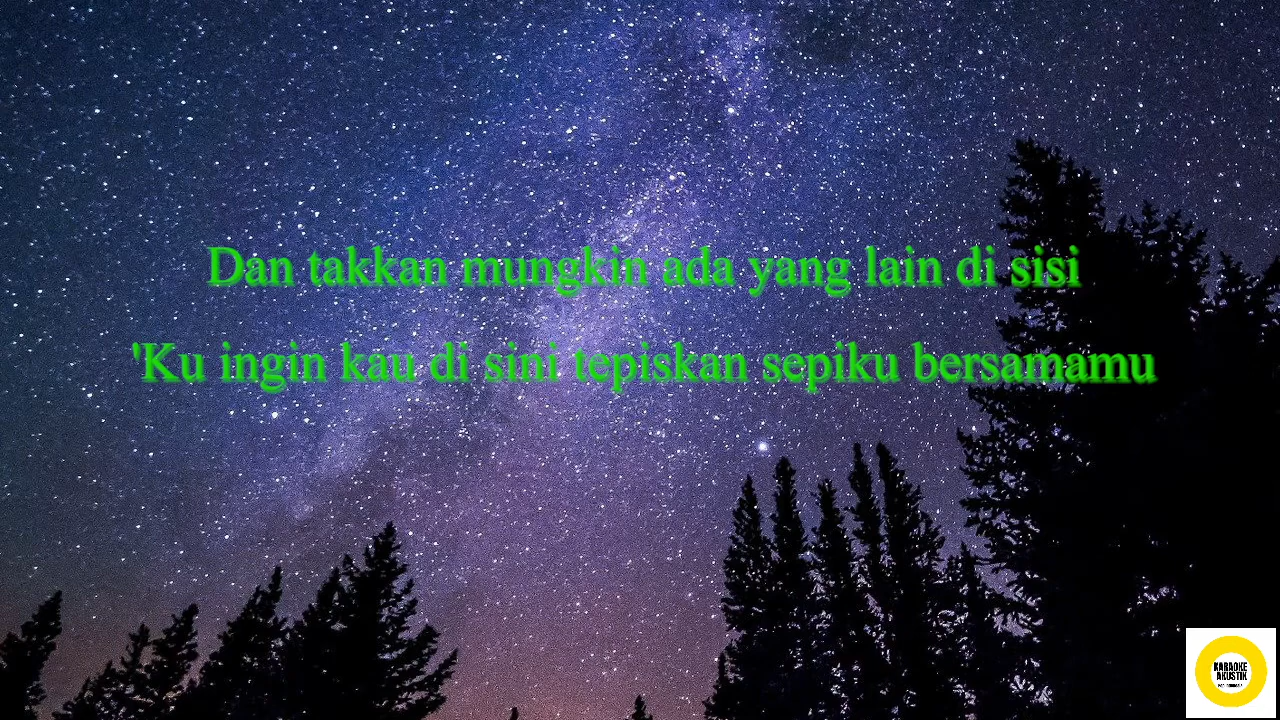 Dan takkan mungkin ada yang lain di sisi
'Ku ingin kau di sini tepiskan sepiku bersamamu
KARAOKE
AKUSTIK